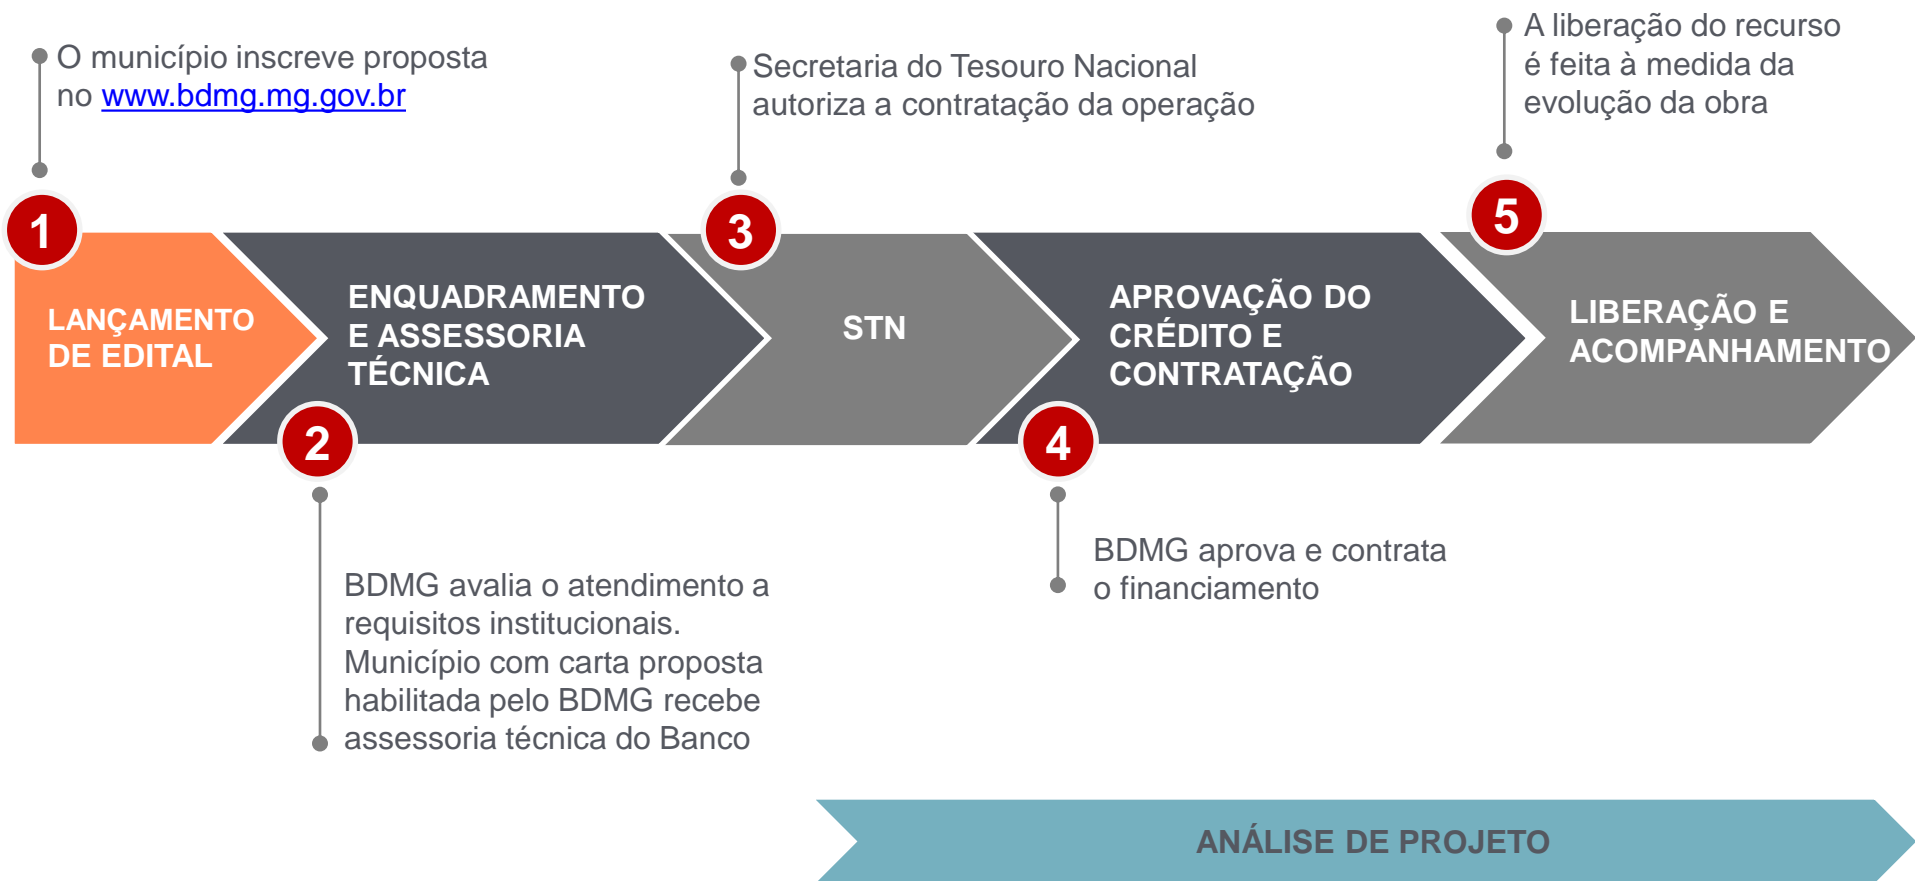 O município inscreve proposta
no www.bdmg.mg.gov.br
Secretaria do Tesouro Nacional
autoriza a contratação da operação
A liberação do recurso
é feita à medida da
evolução da obra
1
3
5
LANÇAMENTO
DE EDITAL
ENQUADRAMENTO
E ASSESSORIA
TÉCNICA
STN
APROVAÇÃO DO
CRÉDITO E
CONTRATAÇÃO
LIBERAÇÃO E
ACOMPANHAMENTO
2
4
BDMG avalia o atendimento a
requisitos institucionais.
Município com carta proposta
habilitada pelo BDMG recebe
assessoria técnica do Banco
BDMG aprova e contrata
o financiamento
ANÁLISE DE PROJETO